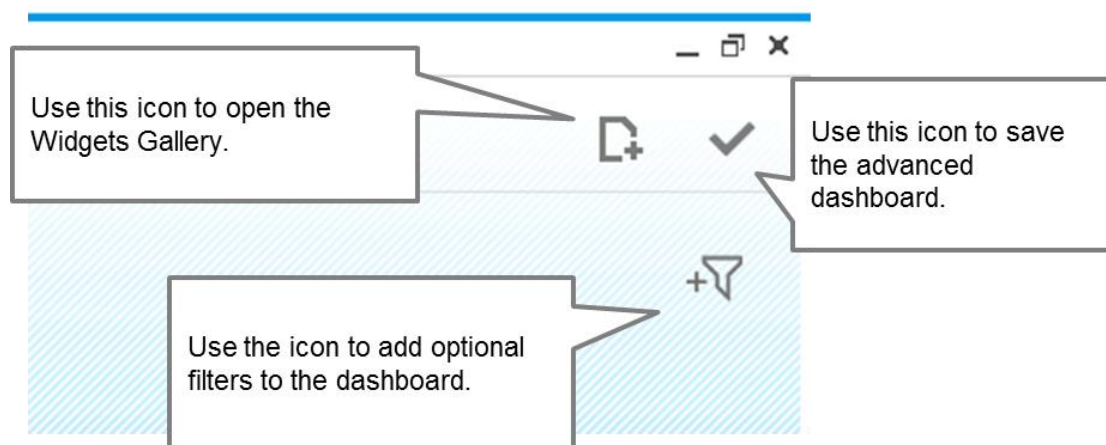 Use this icon to open the
Widgets Gallery.
Use this icon to save
the advanced
dashboard.
Use the icon to add optional
filters to the dashboard.